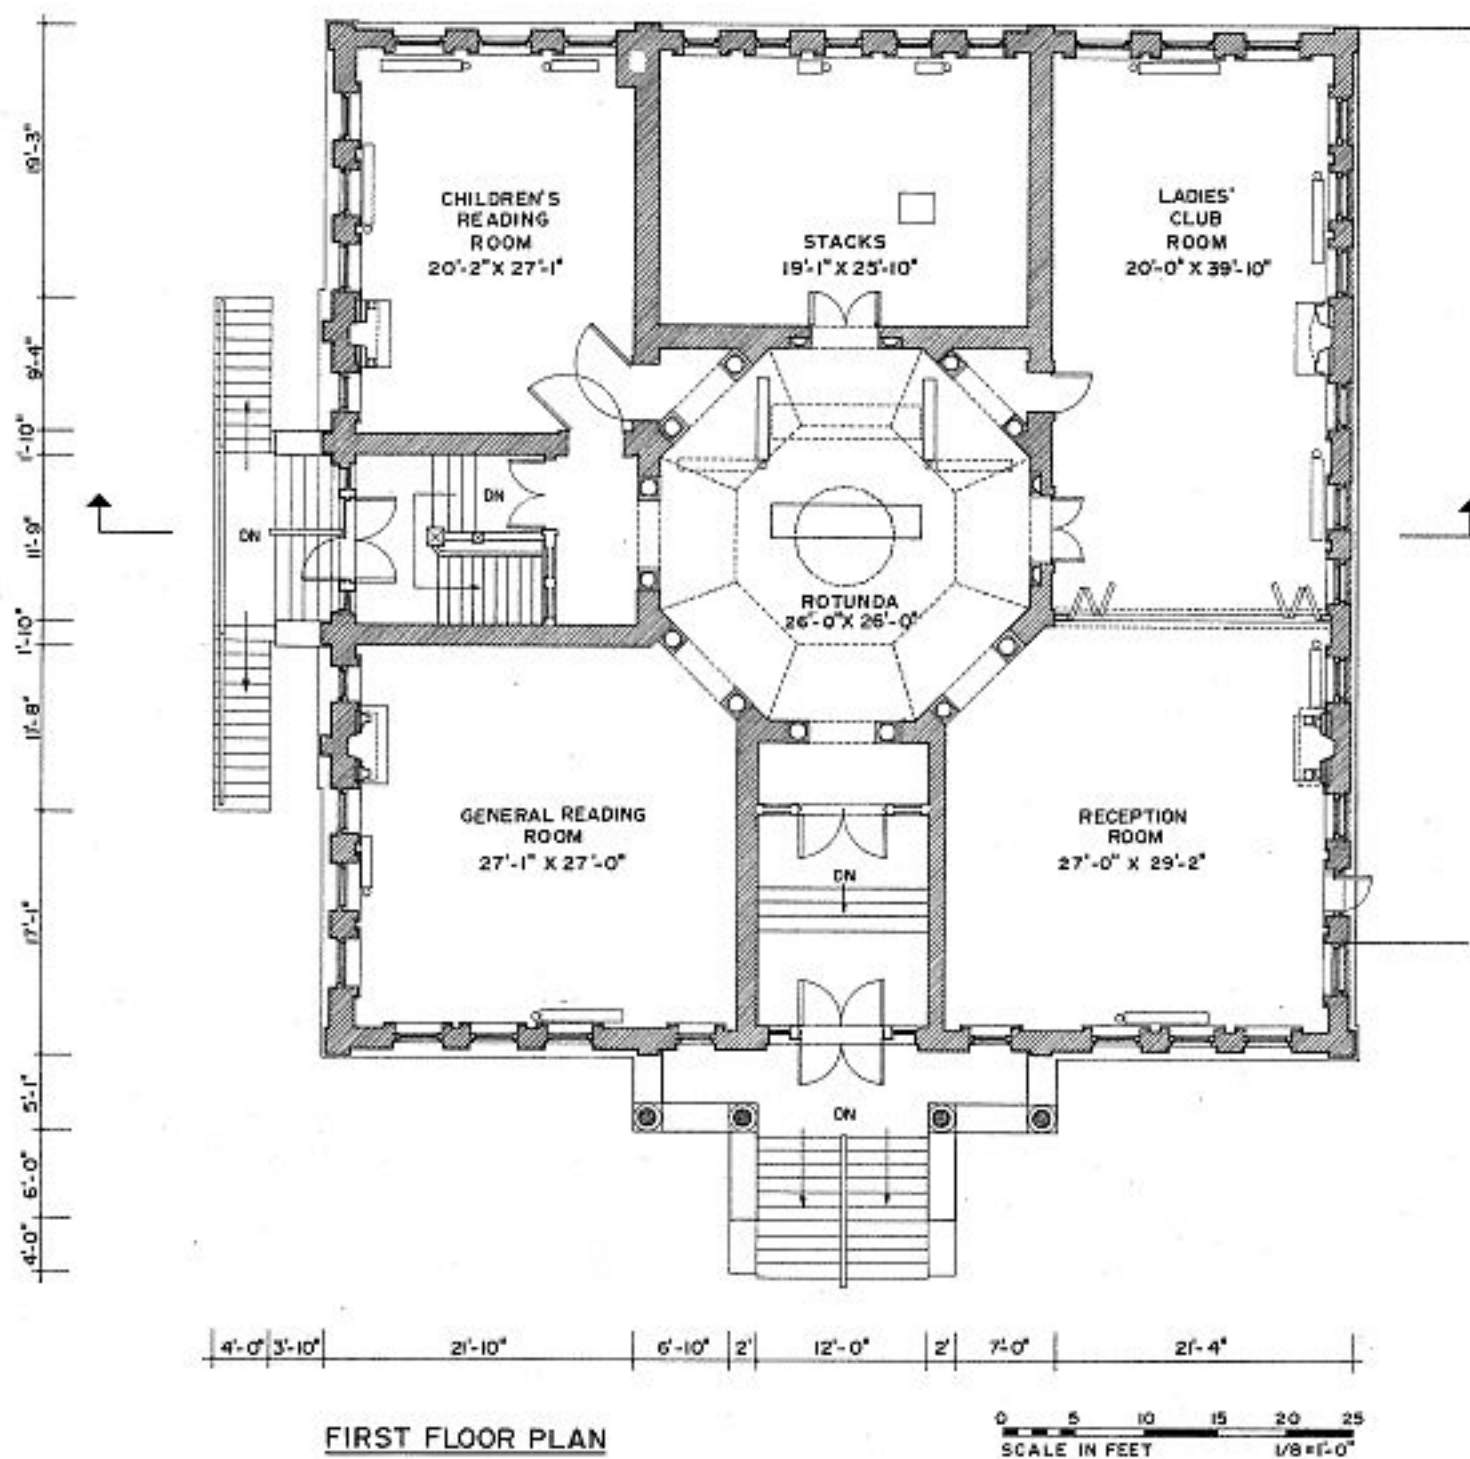 CHILDREN'S
READING
ROOM
20'-2" X 27'-1"
STACKS
19'-1" X 25'-10"
LADIES'
CLUB
ROOM
20'-0" X 39'-10"
19'-3"
9'-4"
1'-10"
11'-9"
1'-10"
11'-8"
17'-1"
5'-1"
6'-0"
4'-0"
DN
DN
ROTUNDA
26'-0" X 26'-0"
GENERAL READING
ROOM
27'-1" X 27'-0"
RECEPTION
ROOM
27'-0" X 29'-2"
DN
DN
4'-0" 3'-10" 21'-10" 6'-10" 2' 12'-0" 2' 7'-0" 21'-4"
FIRST FLOOR PLAN
0 5 10 15 20 25
SCALE IN FEET 1/8"=1'-0"